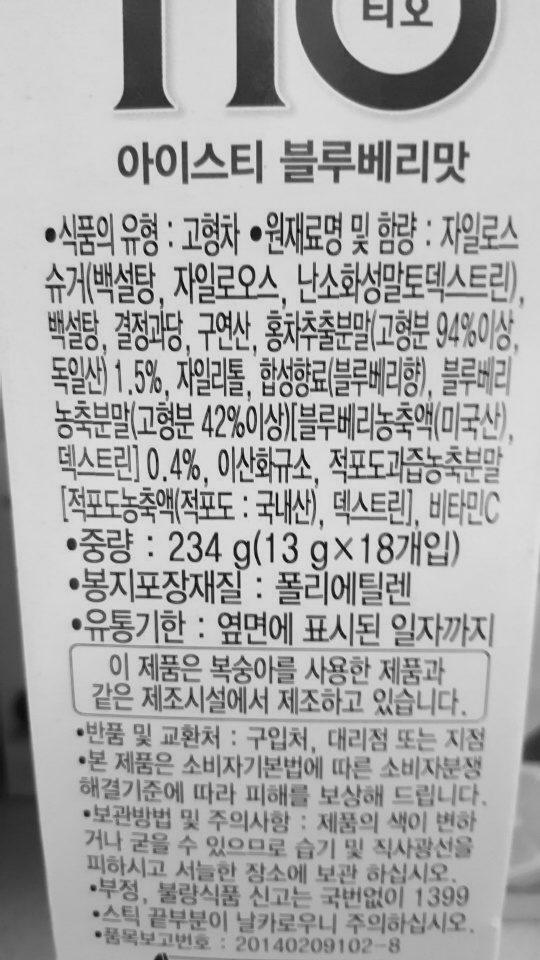 티오
아이스티 블루베리맛
•식품의 유형 : 고형차 •원재료명 및 함량 : 자일로스
슈거(백설탕, 자일로오스, 난소화성말토덱스트린),
백설탕, 결정과당, 구연산, 홍차추출분말(고형분 94%이상,
독일산) 1.5%, 자일리톨, 합성향료(블루베리향), 블루베리
농축분말(고형분 42%이상)[블루베리농축액(미국산),
덱스트린] 0.4%, 이산화규소, 적포도과즙농축분말
[적포도농축액(적포도 : 국내산), 덱스트린], 비타민C
•중량 : 234 g(13 g×18개입)
•봉지포장재질 : 폴리에틸렌
•유통기한 : 옆면에 표시된 일자까지
이 제품은 복숭아를 사용한 제품과
같은 제조시설에서 제조하고 있습니다.
•반품 및 교환처 : 구입처, 대리점 또는 지점
•본 제품은 소비자기본법에 따른 소비자분쟁
해결기준에 따라 피해를 보상해 드립니다.
•보관방법 및 주의사항 : 제품의 색이 변하
거나 굳을 수 있으므로 습기 및 직사광선을
피하시고 서늘한 장소에 보관 하십시오.
•부정, 불량식품 신고는 국번없이 1399
•스틱 끝부분이 날카로우니 주의하십시오.
•품목보고번호 : 20140209102-8